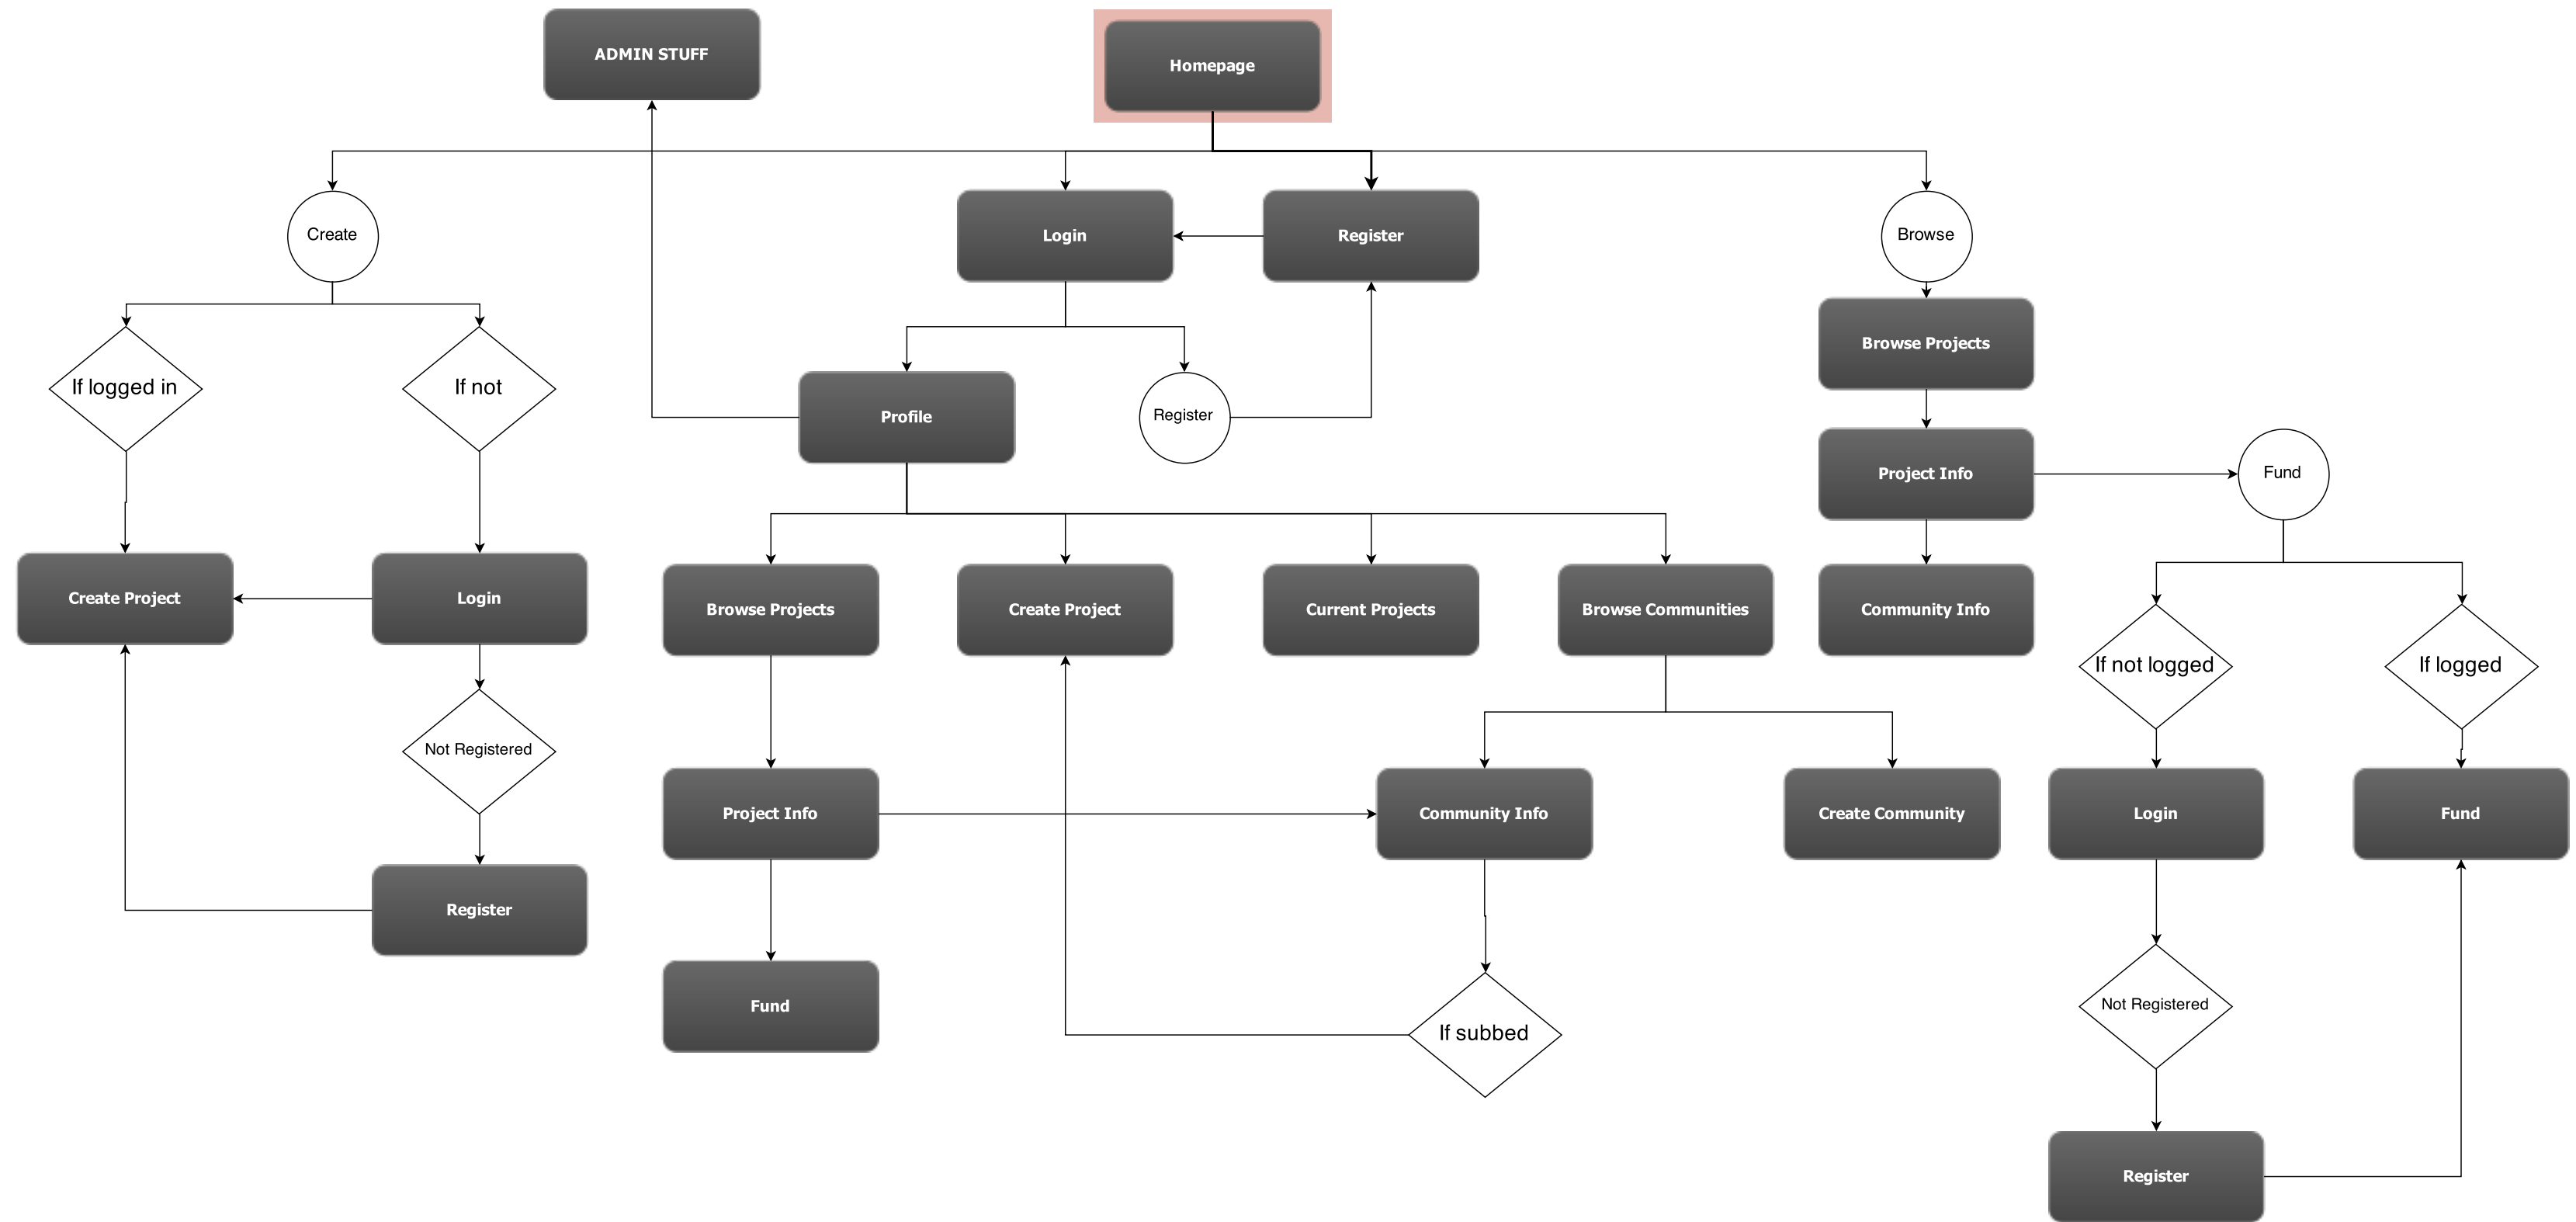 ADMIN STUFF
Homepage
Create
Login
Register
Browse
Browse Projects
If logged in
If not
Profile
Register
Project Info
Fund
Create Project
Login
Browse Projects
Create Project
Current Projects
Browse Communities
Community Info
If not logged
If logged
Not Registered
Project Info
Community Info
Create Community
Login
Fund
Register
Fund
If subbed
Not Registered
Register